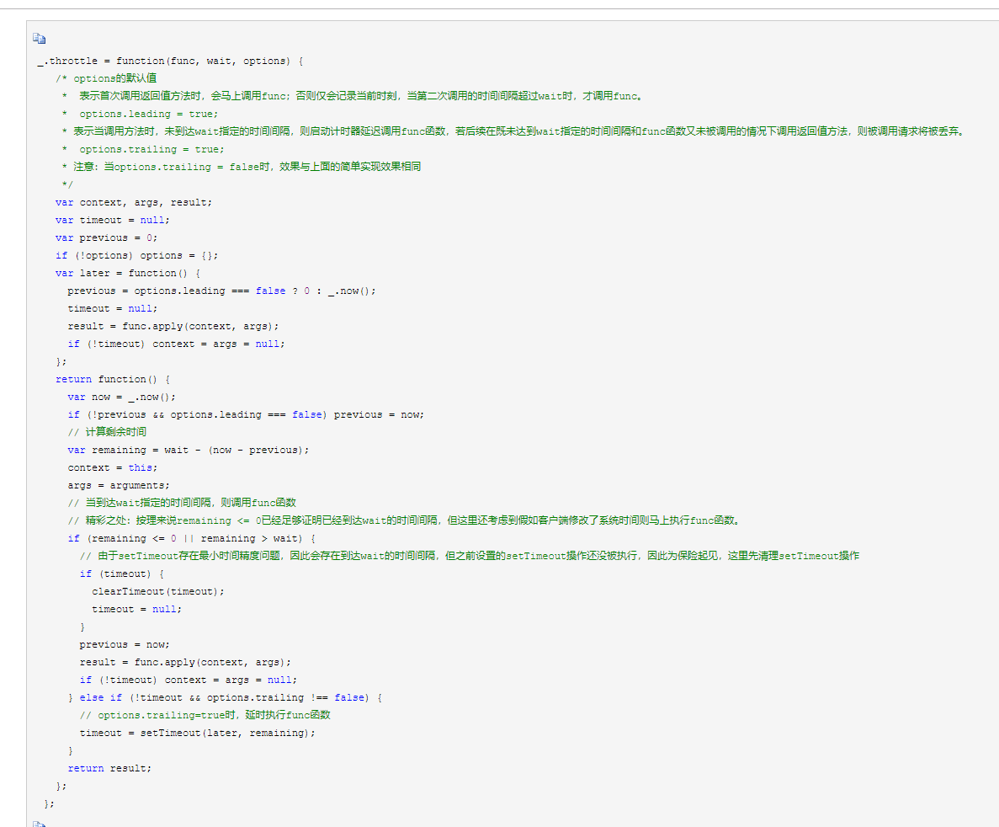 _.throttle = function(func, wait, options) {
/* options的默认值
*  表示首次调用返回值方法时，会马上调用func；否则仅会记录当前时刻，当第二次调用的时间间隔超过wait时，才调用func。
*  options.leading = true;
* 表示当调用方法时，未到达wait指定的时间间隔，则启动计时器延迟调用func函数，若后续在既未达到wait指定的时间间隔和func函数又未被调用的情况下调用返回值方法，则被调用请求将被丢弃。
*  options.trailing = true;
* 注意：当options.trailing = false时，效果与上面的简单实现效果相同
*/
var context, args, result;
var timeout = null;
var previous = 0;
if (!options) options = {};
var later = function() {
previous = options.leading === false ? 0 : _.now();
timeout = null;
result = func.apply(context, args);
if (!timeout) context = args = null;
};
return function() {
var now = _.now();
if (!previous && options.leading === false) previous = now;
// 计算剩余时间
var remaining = wait - (now - previous);
context = this;
args = arguments;
// 当到达wait指定的时间间隔，则调用func函数
// 精彩之处：按理来说remaining <= 0已经足够证明已经到达wait的时间间隔，但这里还考虑到假如客户端修改了系统时间则马上执行func函数。
if (remaining <= 0 || remaining > wait) {
// 由于setTimeout存在最小时间精度问题，因此会存在到达wait的时间间隔，但之前设置的setTimeout操作还没被执行，因此为保险起见，这里先清理setTimeout操作
if (timeout) {
clearTimeout(timeout);
timeout = null;
}
previous = now;
result = func.apply(context, args);
if (!timeout) context = args = null;
} else if (!timeout && options.trailing !== false) {
// options.trailing=true时，延时执行func函数
timeout = setTimeout(later, remaining);
}
return result;
};
};